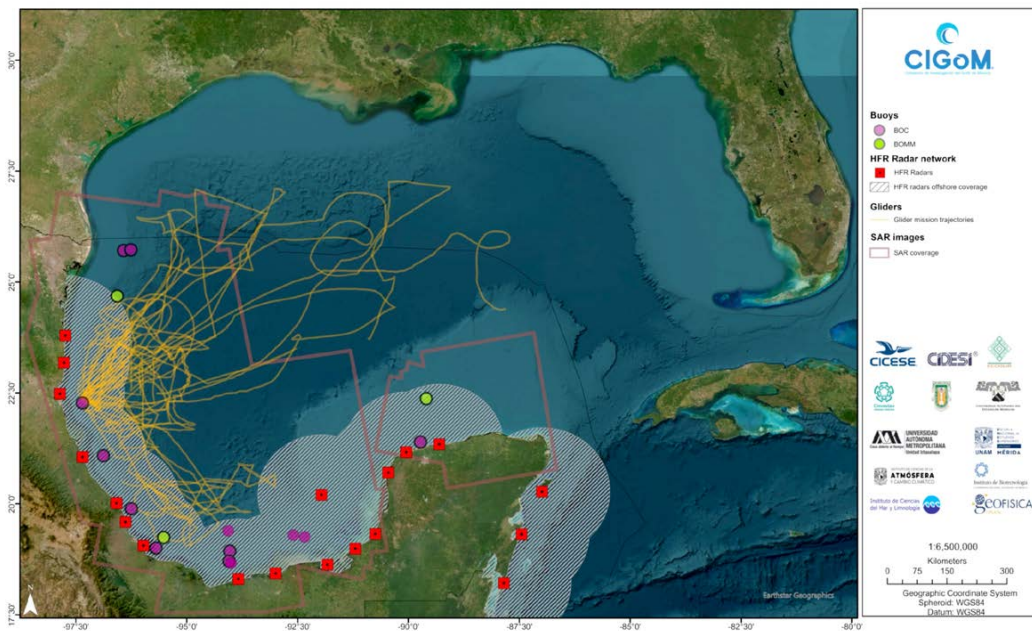 30°0'
27°30'
25°0'
22°30'
20°0'
17°30'
-97°30'
-95°0'
-92°30'
-90°0'
-87°30'
-85°0'
-82°30'
-80°0'
Earthstar Geographics
CIGoM
Buoys
BOC
BOMM
HFR Radar network
HFR Radars
HFR radars offshore coverage
Gliders
Glider mission trajectories
SAR images
SAR coverage
CICESE
CIDESI
UNIVERSIDAD
AUTÓNOMA
METROPOLITANA
UNAM
MÉRIDA
ATMÓSFERA
Y CAMBIO CLIMÁTICO
Instituto de Biotecnología
Instituto de Ciencias
del Mar y Limnología
geOFISICA
1:6,500,000
Kilometers
0 75 150 300
Geographic Coordinate System
Spheroid: WGS84
Datum: WGS84